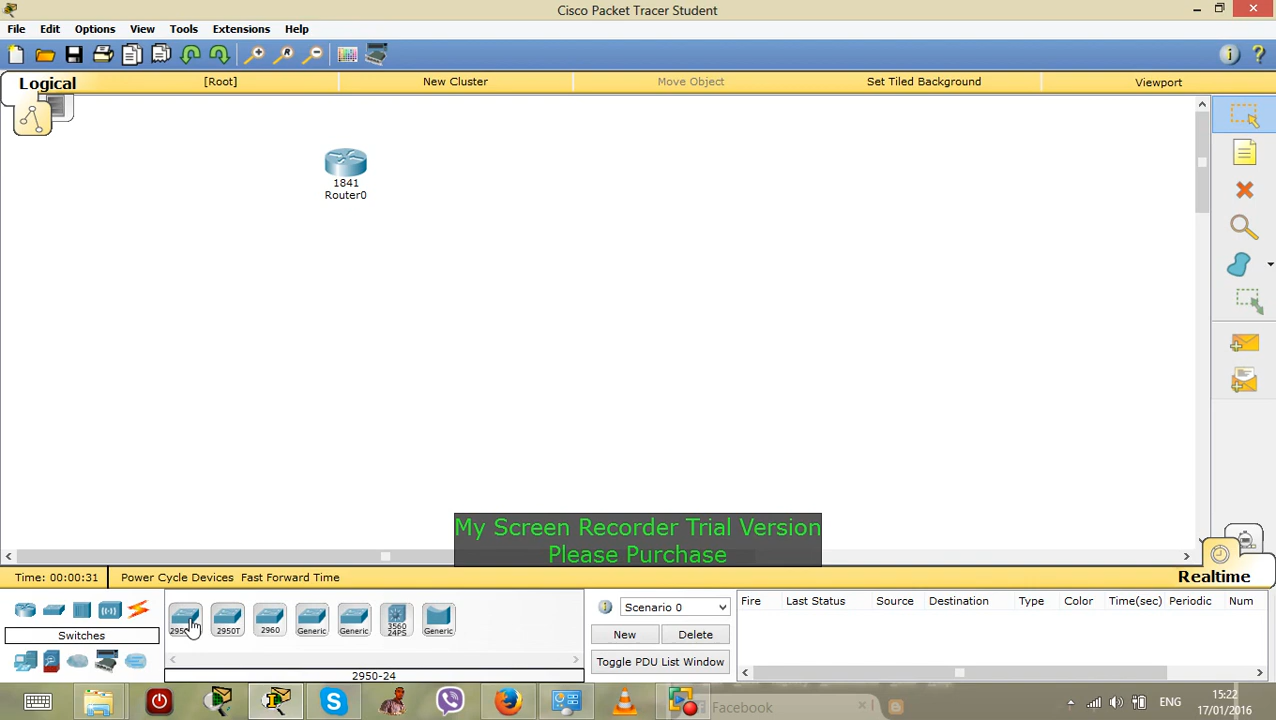 Cisco Packet Tracer Student
File Edit Options View Tools Extensions Help
Logical [Root] New Cluster Move Object Set Tiled Background Viewport
1841
Router0
My Screen Recorder Trial Version
Please Purchase
Time: 00:00:31 Power Cycle Devices Fast Forward Time
Realtime
Switches
2950T 2960 Generic Generic 3560 24PS Generic
2950-24
Scenario 0
New Delete
Toggle PDU List Window
Fire Last Status Source Destination Type Color Time(sec) Periodic Num
Facebook
ENG
15:22
17/01/2016